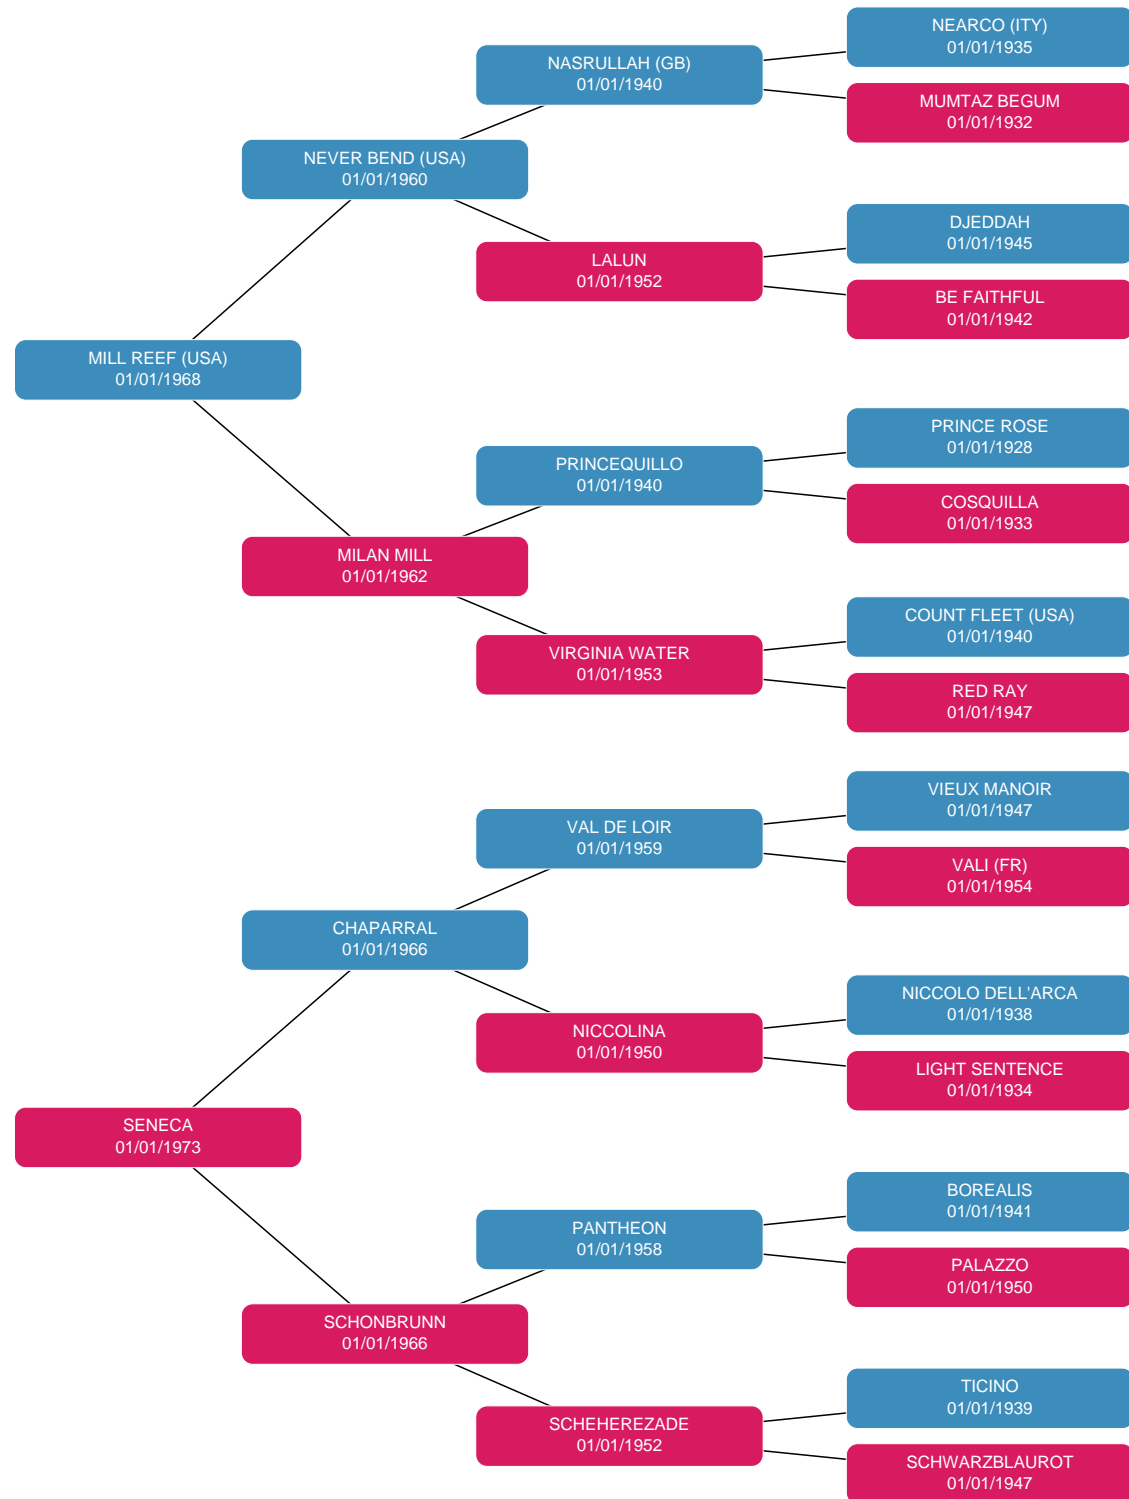 NEARCO (ITY)
01/01/1935
NASRULLAH (GB)
01/01/1940
MUMTAZ BEGUM
01/01/1932
NEVER BEND (USA)
01/01/1960
DJEDDAH
01/01/1945
LALUN
01/01/1952
BE FAITHFUL
01/01/1942
MILL REEF (USA)
01/01/1968
PRINCE ROSE
01/01/1928
PRINCEQUILLO
01/01/1940
COSQUILLA
01/01/1933
MILAN MILL
01/01/1962
COUNT FLEET (USA)
01/01/1940
VIRGINIA WATER
01/01/1953
RED RAY
01/01/1947
VIEUX MANOIR
01/01/1947
VAL DE LOIR
01/01/1959
VALI (FR)
01/01/1954
CHAPARRAL
01/01/1966
NICCOLO DELL'ARCA
01/01/1938
NICCOLINA
01/01/1950
LIGHT SENTENCE
01/01/1934
SENECA
01/01/1973
BOREALIS
01/01/1941
PANTHEON
01/01/1958
PALAZZO
01/01/1950
SCHONBRUNN
01/01/1966
TICINO
01/01/1939
SCHEHEREZADE
01/01/1952
SCHWARZBLAUROT
01/01/1947